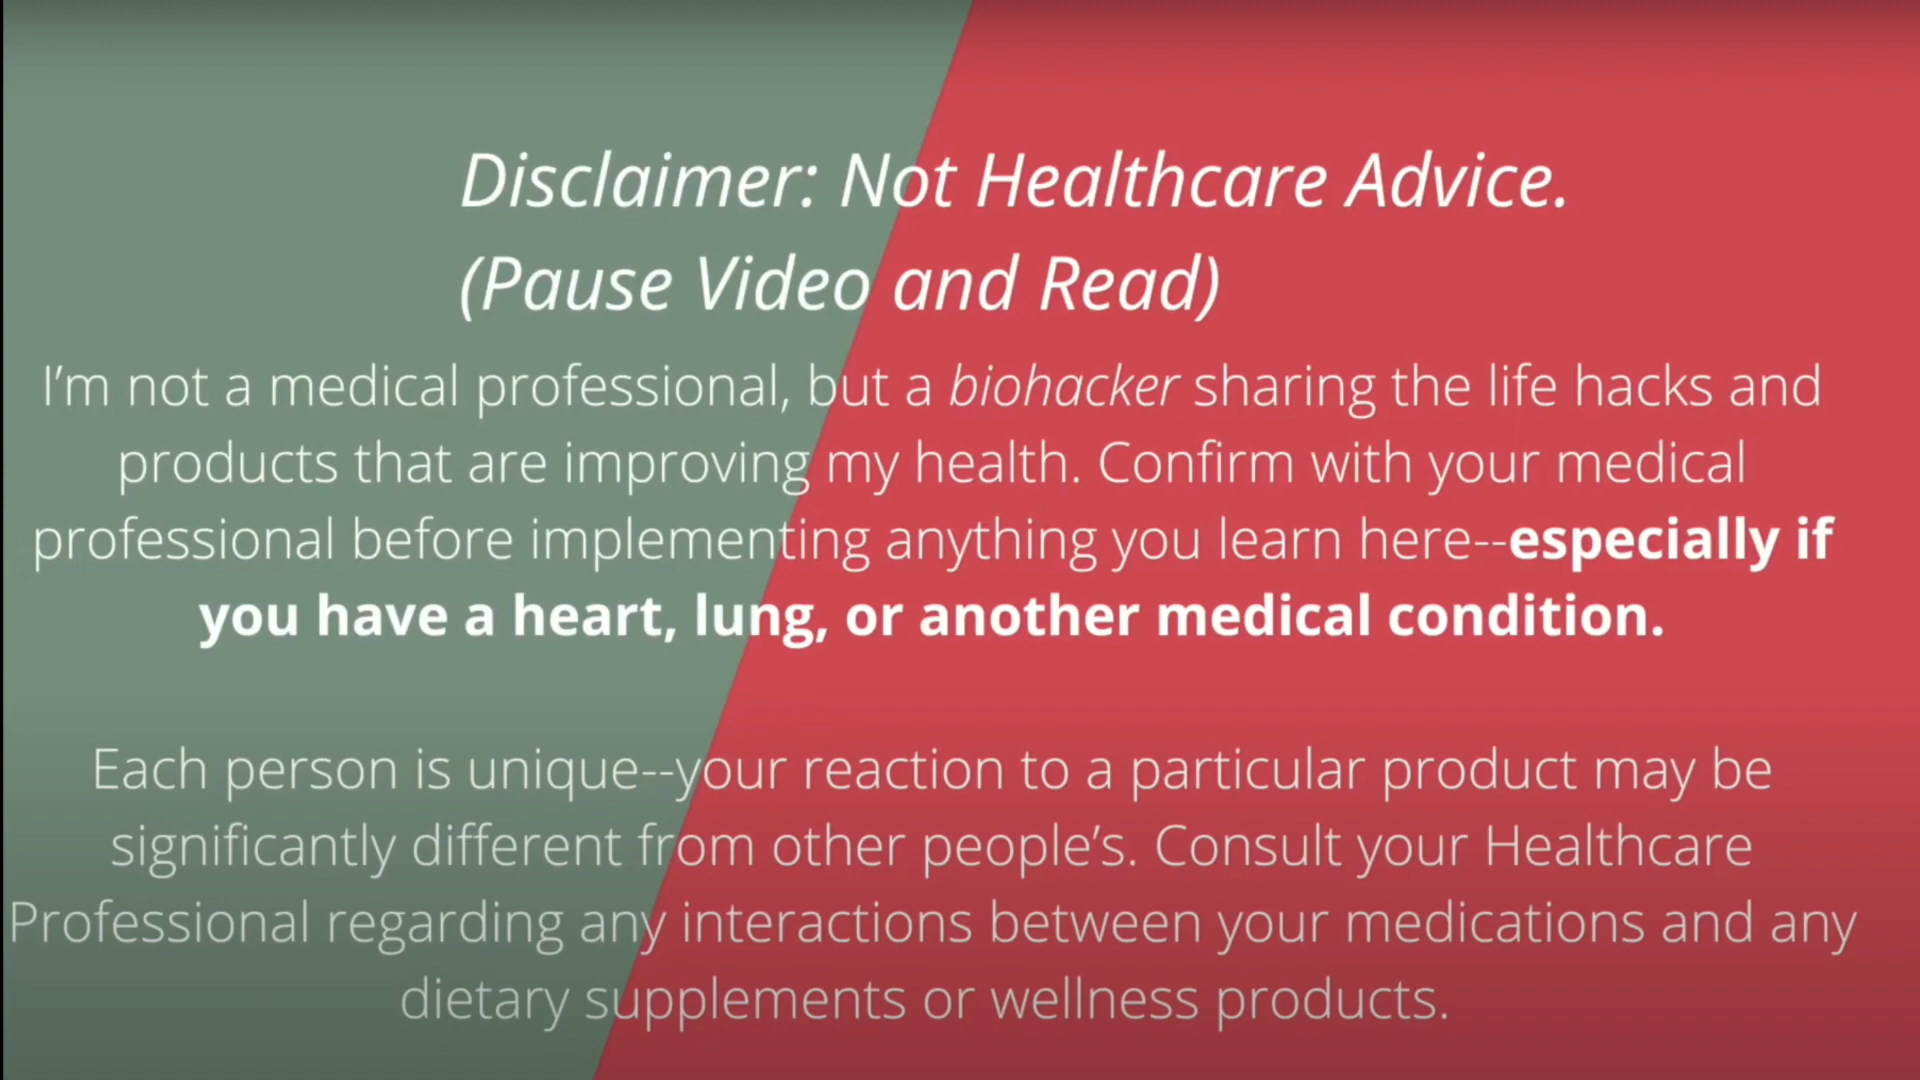 Disclaimer: Not Healthcare Advice.
(Pause Video and Read)
I’m not a medical professional, but a biohacker sharing the life hacks and
products that are improving my health. Confirm with your medical
professional before implementing anything you learn here--especially if
you have a heart, lung, or another medical condition.
Each person is unique--your reaction to a particular product may be
significantly different from other people’s. Consult your Healthcare
Professional regarding any interactions between your medications and any
dietary supplements or wellness products.